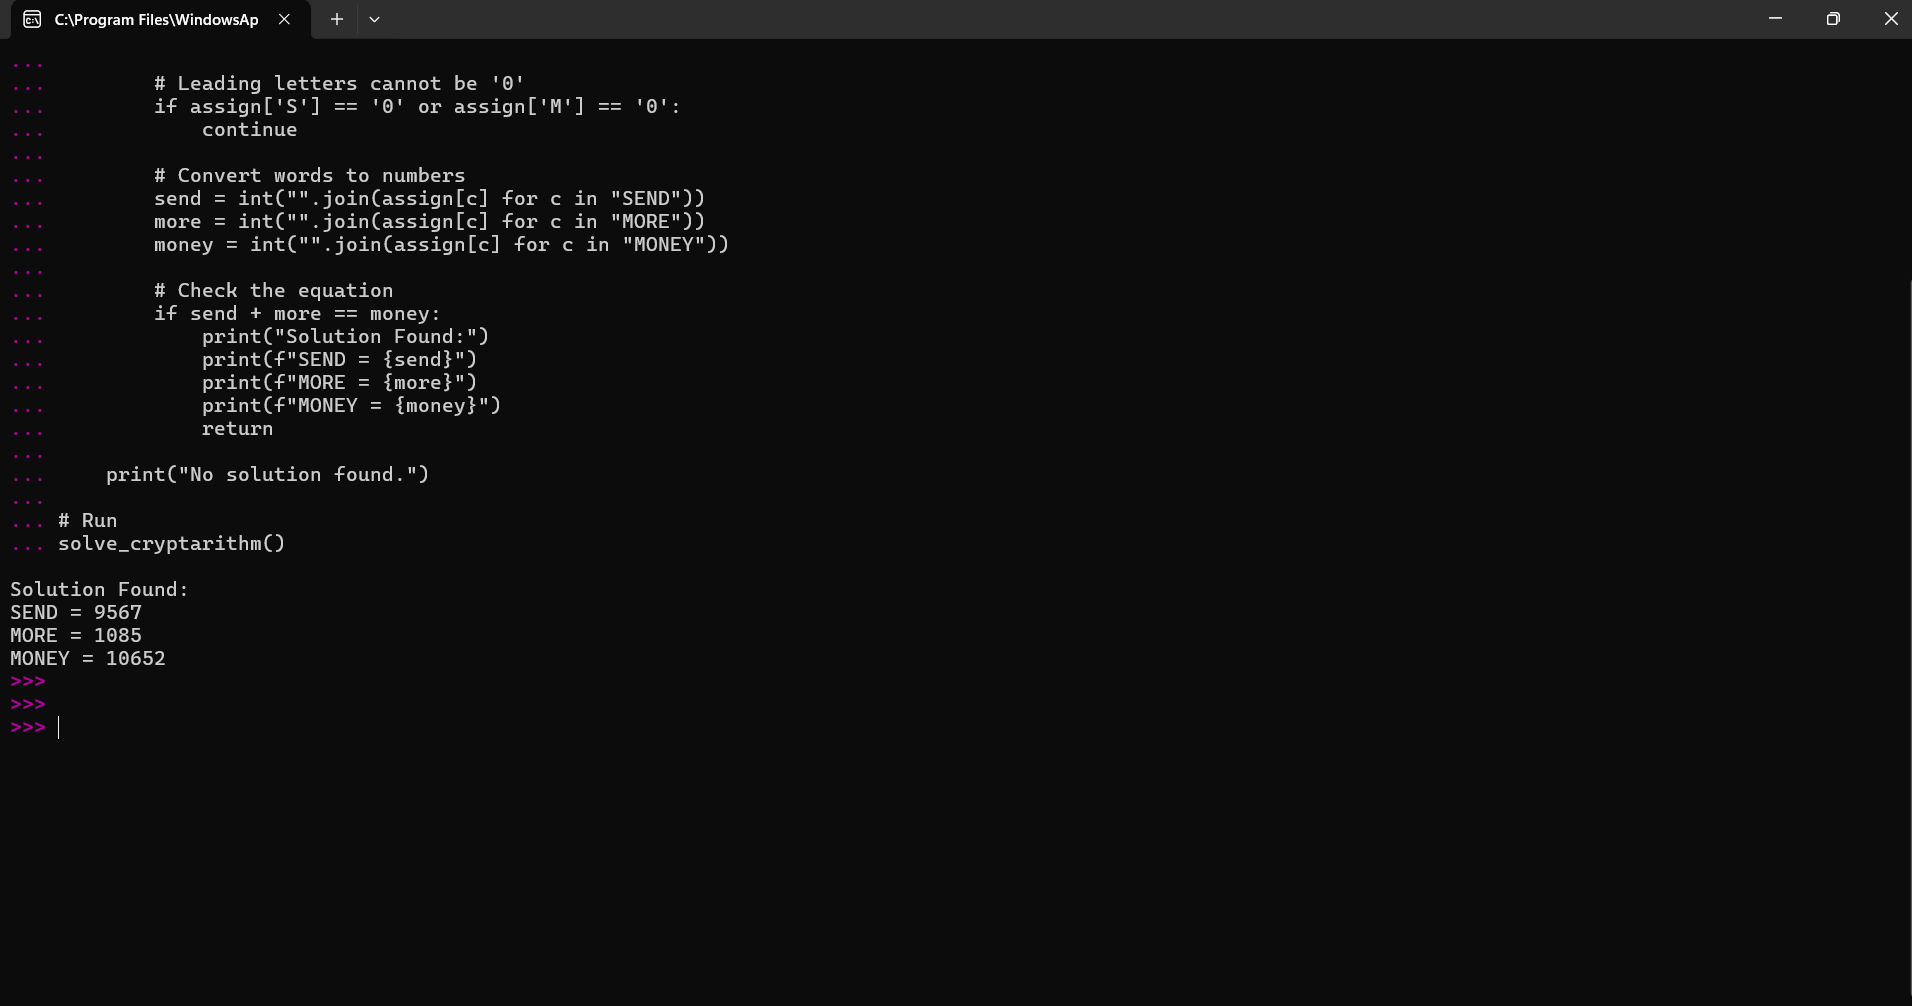 C:\Program Files\WindowsAp
...
...         # Leading letters cannot be '0'
...         if assign['S'] == '0' or assign['M'] == '0':
...             continue
...
...         # Convert words to numbers
...         send = int("".join(assign[c] for c in "SEND"))
...         more = int("".join(assign[c] for c in "MORE"))
...         money = int("".join(assign[c] for c in "MONEY"))
...
...         # Check the equation
...         if send + more == money:
...             print("Solution Found:")
...             print(f"SEND = {send}")
...             print(f"MORE = {more}")
...             print(f"MONEY = {money}")
...             return
...
...     print("No solution found.")
...
... # Run
... solve_cryptarithm()
Solution Found:
SEND = 9567
MORE = 1085
MONEY = 10652
>>>
>>>
>>>